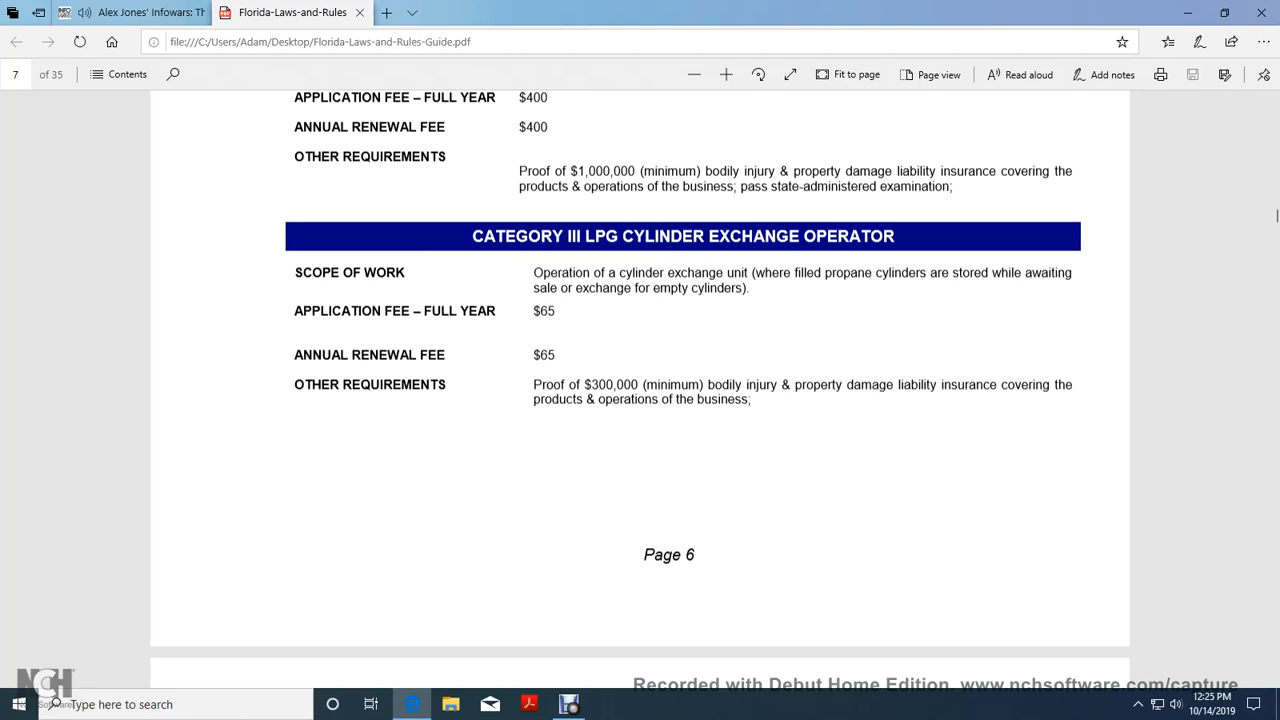 Alex Jones' Infowars: Th
Florida-Laws-and-Rules-
file:///C:/Users/Adam/Desktop/Florida-Laws-and-Rules-Guide.pdf
7 of 35 Contents Fit to page Page view Read aloud Add notes
APPLICATION FEE – FULL YEAR $400
ANNUAL RENEWAL FEE $400
OTHER REQUIREMENTS
Proof of $1,000,000 (minimum) bodily injury & property damage liability insurance covering the
products & operations of the business; pass state-administered examination;
CATEGORY III LPG CYLINDER EXCHANGE OPERATOR
SCOPE OF WORK Operation of a cylinder exchange unit (where filled propane cylinders are stored while awaiting
sale or exchange for empty cylinders).
APPLICATION FEE – FULL YEAR $65
ANNUAL RENEWAL FEE $65
OTHER REQUIREMENTS Proof of $300,000 (minimum) bodily injury & property damage liability insurance covering the
products & operations of the business;
Page 6
NCH
Software
Recorded with Debut Home Edition. www.nchsoftware.com/capture
Type here to search
12:25 PM
10/14/2019